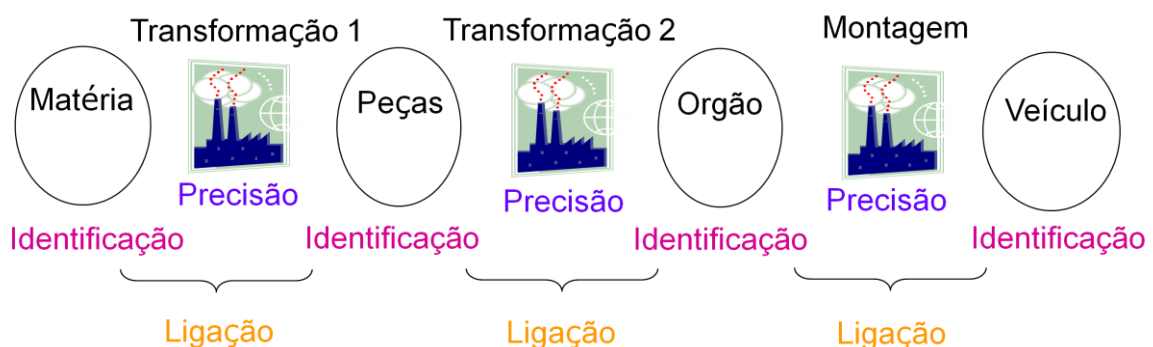 Transformação 1
Transformação 2
Montagem
Matéria
Peças
Orgão
Veículo
Precisão
Precisão
Precisão
Identificação
Identificação
Identificação
Identificação
Ligação
Ligação
Ligação